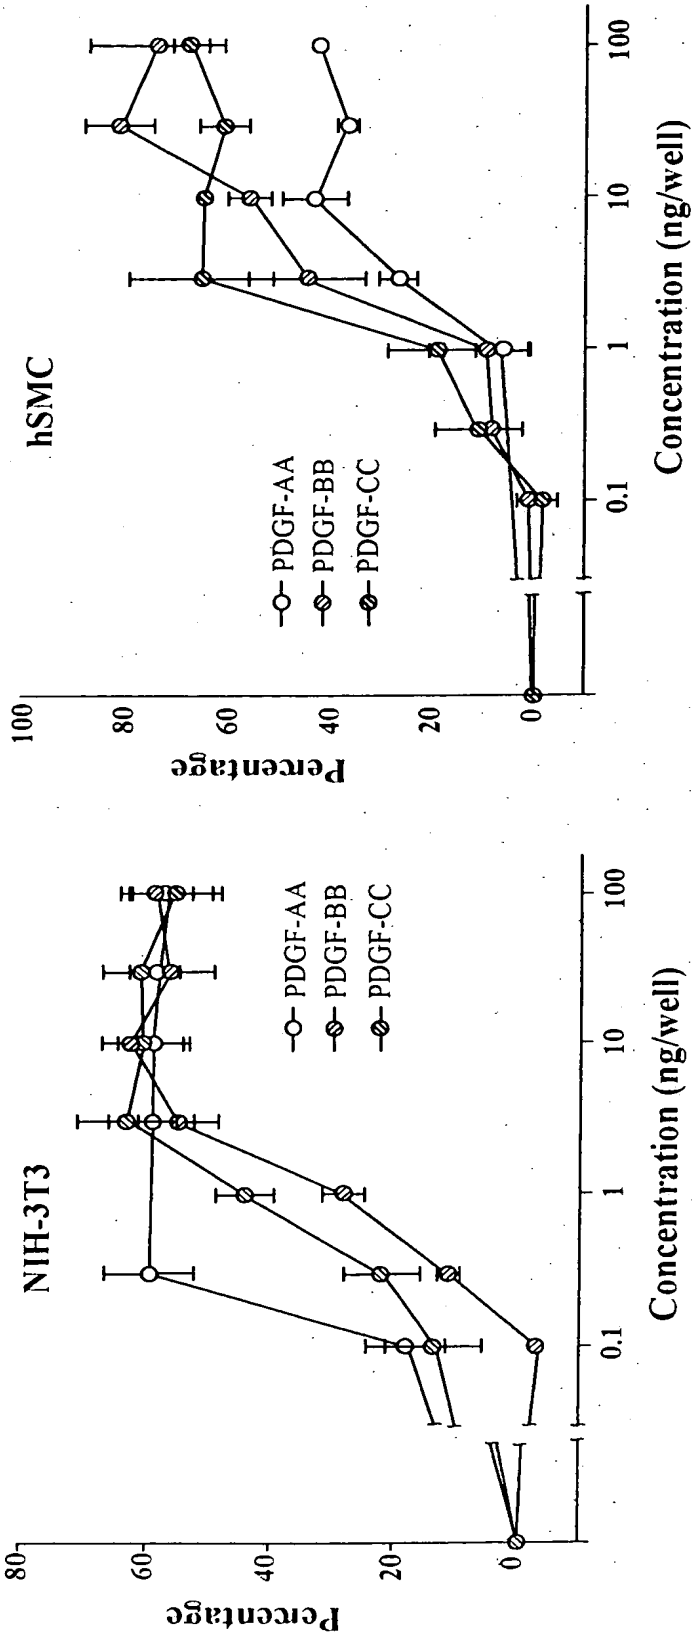 NIH-3T3
80
60
40
20
0
Percentage
PDGF-AA
PDGF-BB
PDGF-CC
0.1
1
10
100
Concentration (ng/well)
hSMC
100
80
60
40
20
0
Percentage
PDGF-AA
PDGF-BB
PDGF-CC
0.1
1
10
100
Concentration (ng/well)